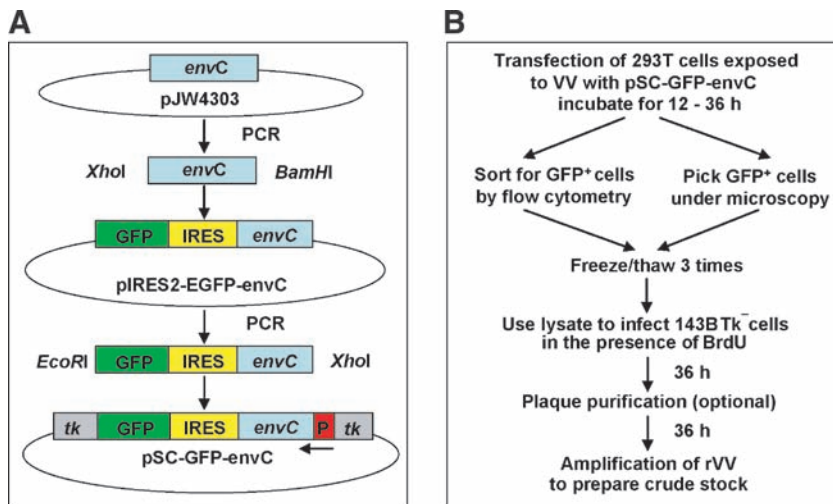 A
envC
pJW4303
PCR
XhoI envC BamHI
GFP IRES envC
pIRES2-EGFP-envC
PCR
EcoRI GFP IRES envC XhoI
tk GFP IRES envC P tk
pSC-GFP-envC
B
Transfection of 293T cells exposed
to VV with pSC-GFP-envC
incubate for 12 - 36 h
Sort for GFP⁺ cells
by flow cytometry
Pick GFP⁺ cells
under microscopy
Freeze/thaw 3 times
Use lysate to infect 143B Tk⁻ cells
in the presence of BrdU
36 h
Plaque purification (optional)
36 h
Amplification of rVV
to prepare crude stock